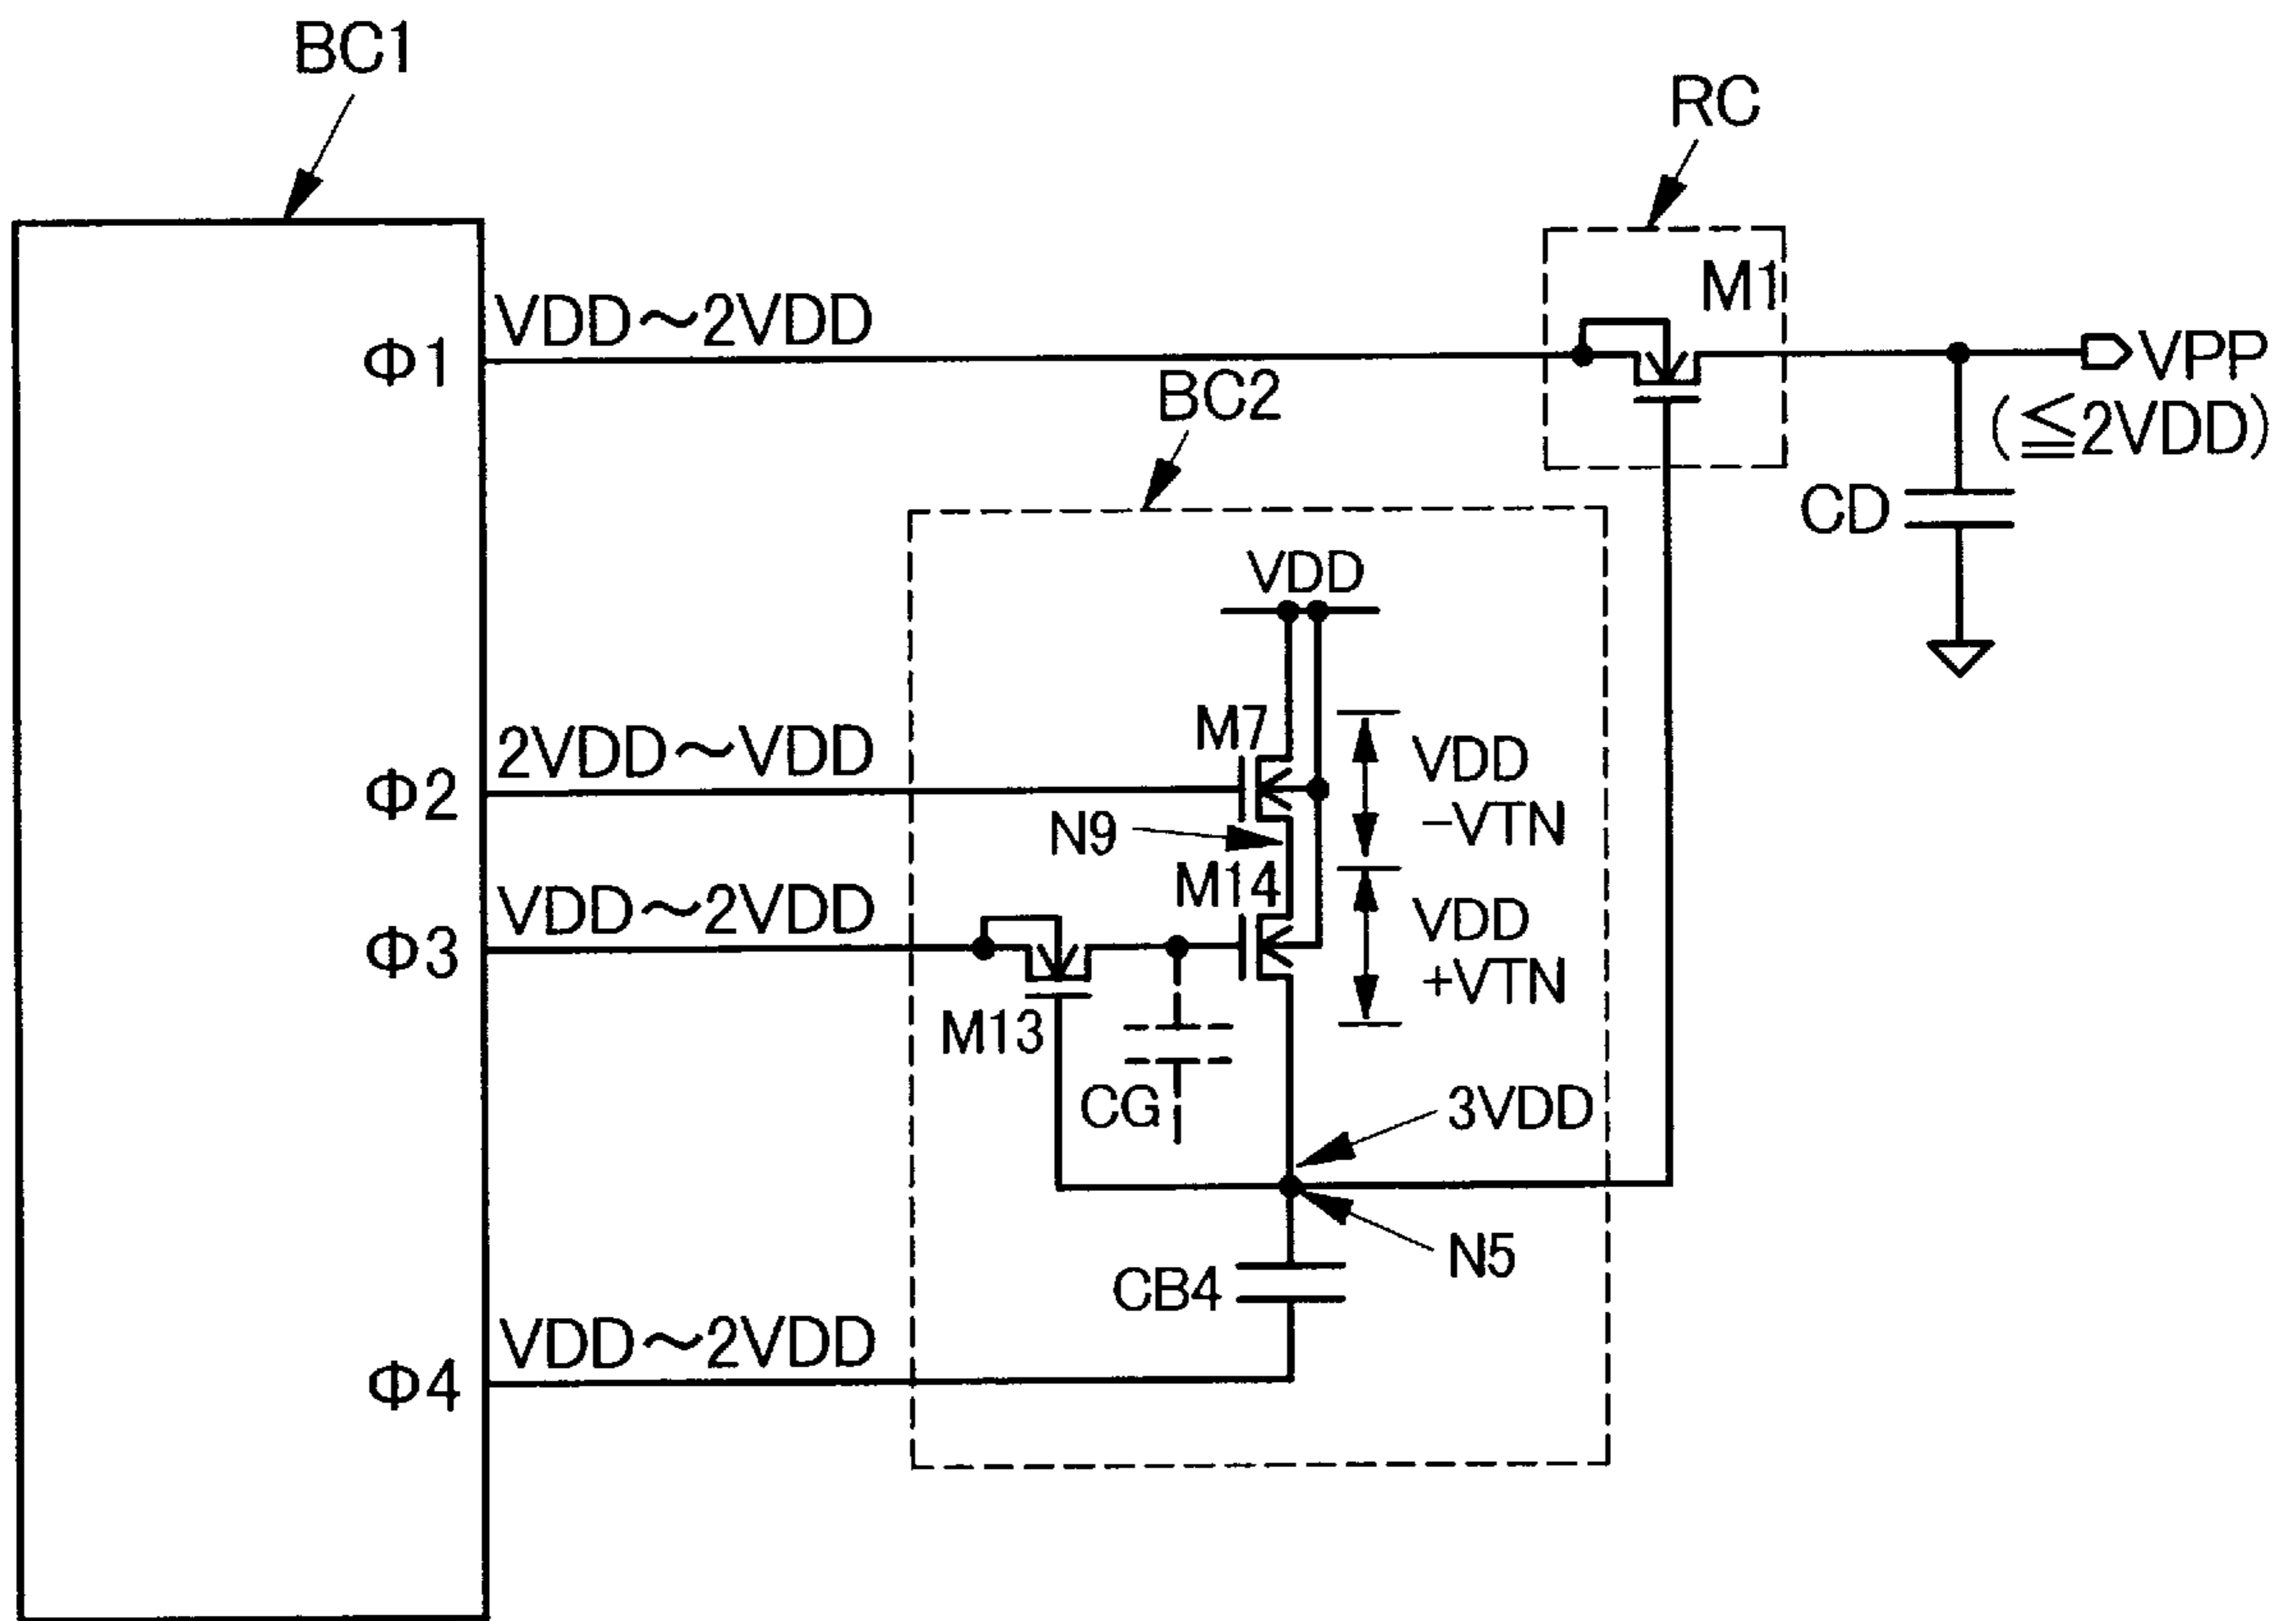 BC1
RC
M1
VDD～2VDD
Φ1
VPP
(≦2VDD)
BC2
CD
VDD
M7
VDD
-VTN
2VDD～VDD
Φ2
N9
M14
VDD
+VTN
VDD～2VDD
Φ3
M13
CG
3VDD
N5
CB4
VDD～2VDD
Φ4